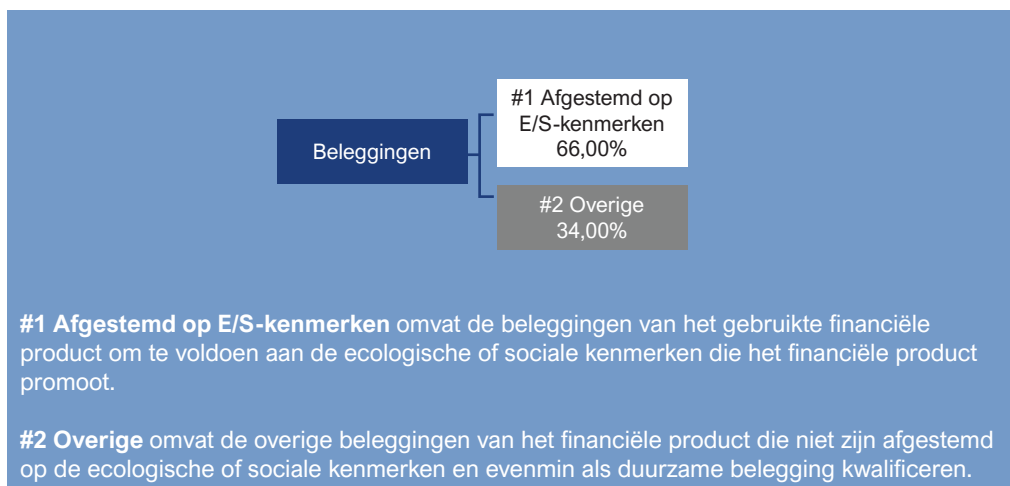 #1 Afgestemd op
E/S-kenmerken
66,00%
Beleggingen
#2 Overige
34,00%
#1 Afgestemd op E/S-kenmerken omvat de beleggingen van het gebruikte financiële
product om te voldoen aan de ecologische of sociale kenmerken die het financiële product
promoot.
#2 Overige omvat de overige beleggingen van het financiële product die niet zijn afgestemd
op de ecologische of sociale kenmerken en evenmin als duurzame belegging kwalificeren.